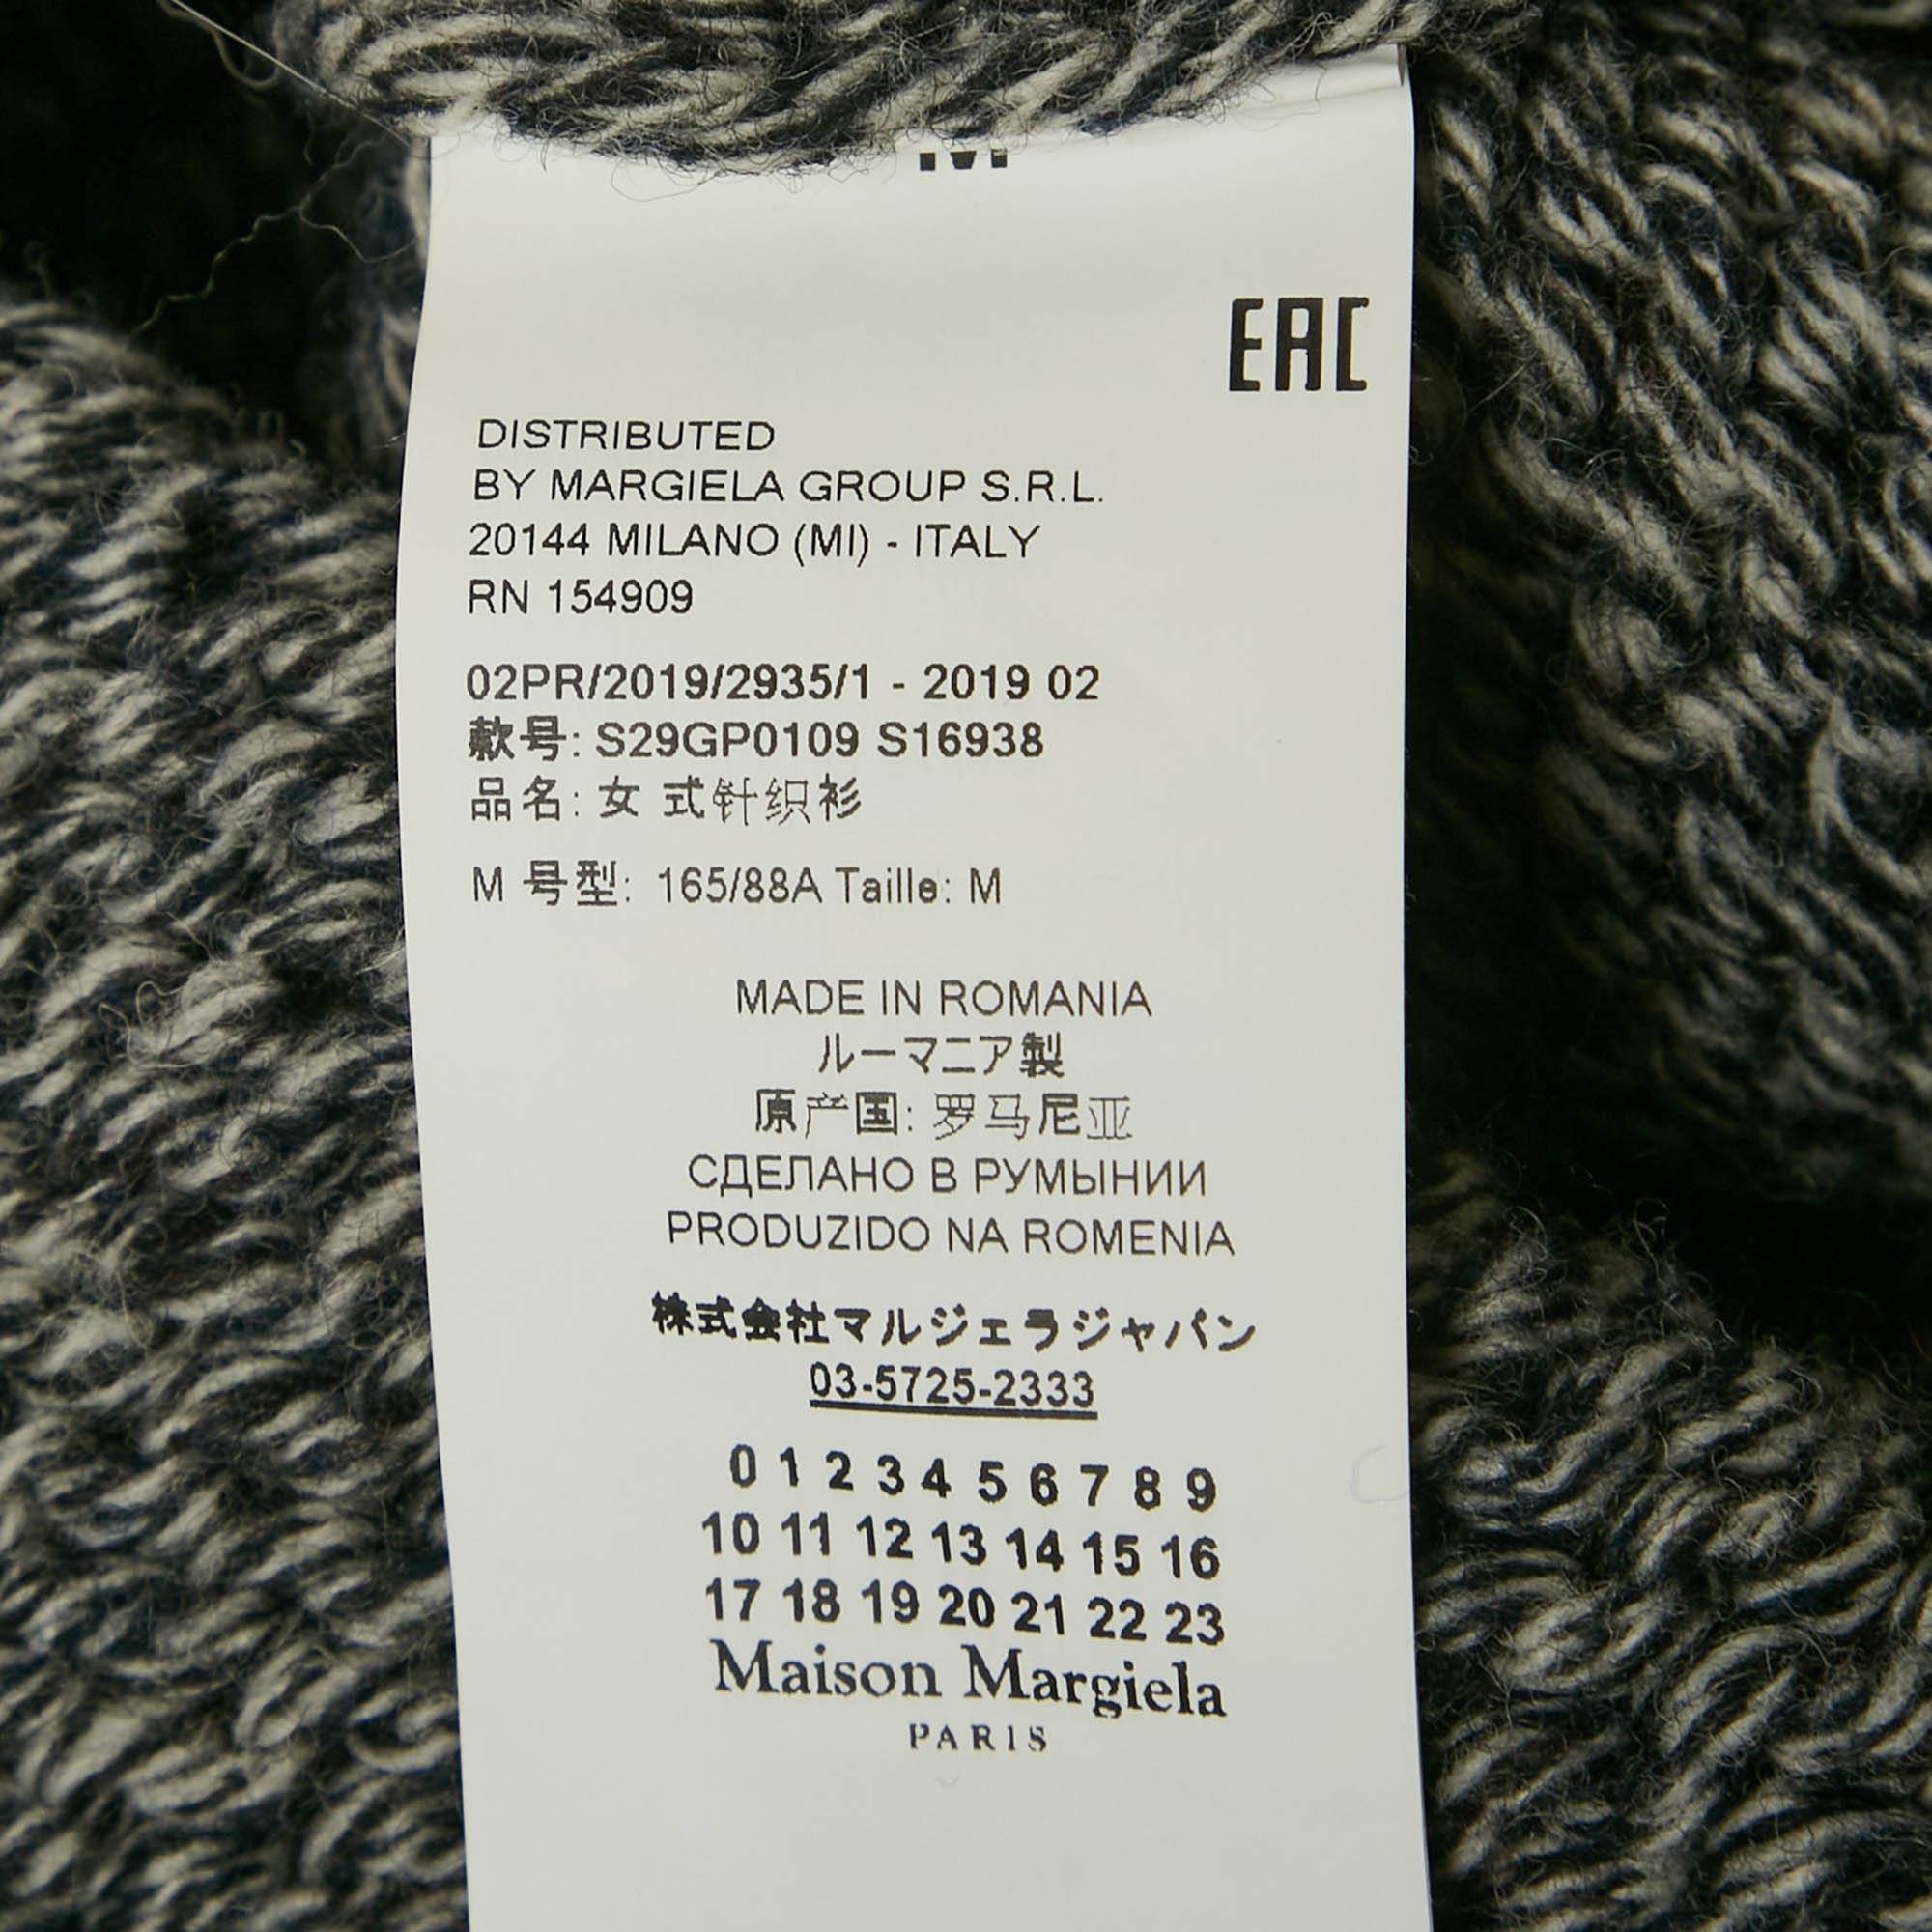 M
EAC
DISTRIBUTED
BY MARGIELA GROUP S.R.L.
20144 MILANO (MI) - ITALY
RN 154909
02PR/2019/2935/1 - 2019 02
款号: S29GP0109 S16938
品名: 女 式针织衫
M 号型: 165/88A Taille: M
MADE IN ROMANIA
ルーマニア製
原产国: 罗马尼亚
СДЕЛАНО В РУМЫНИИ
PRODUZIDO NA ROMENIA
株式会社マルジェラジャパン
03-5725-2333
0 1 2 3 4 5 6 7 8 9
10 11 12 13 14 15 16
17 18 19 20 21 22 23
Maison Margiela
PARIS